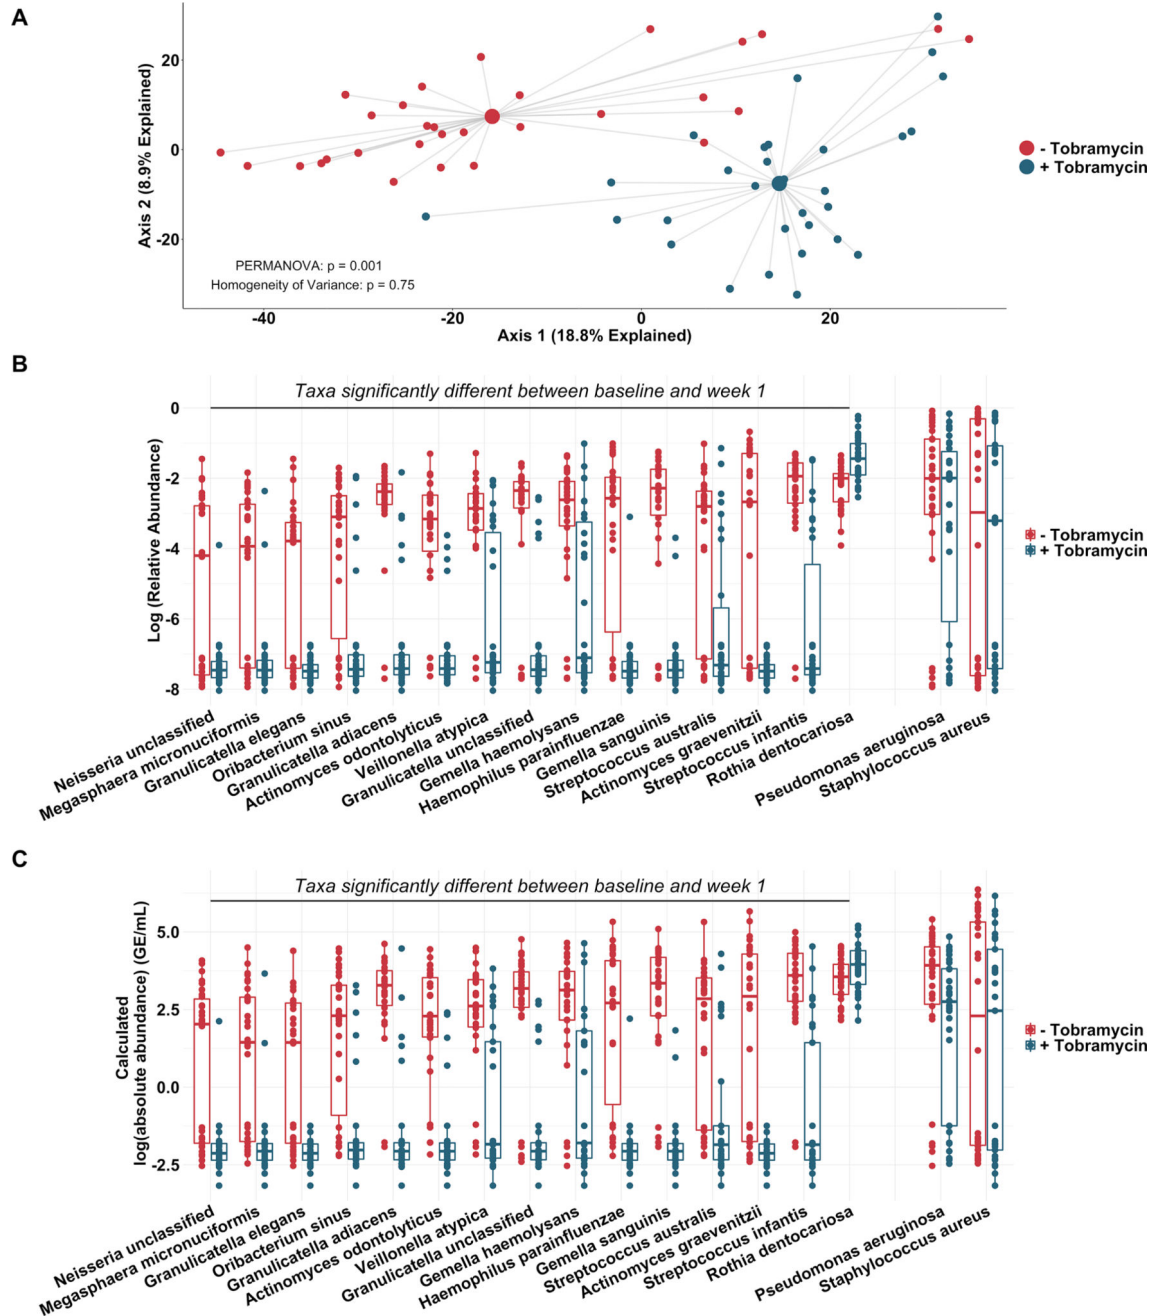 A
20
0
-20
Axis 2 (8.9% Explained)
PERMANOVA: p = 0.001
Homogeneity of Variance: p = 0.75
-40
-20
0
20
Axis 1 (18.8% Explained)
- Tobramycin
+ Tobramycin
B
Taxa significantly different between baseline and week 1
0
-2
-4
-6
-8
Log (Relative Abundance)
- Tobramycin
+ Tobramycin
Neisseria unclassified
Megasphaera micronuciformis
Granulicatella elegans
Oribacterium sinus
Granulicatella adiacens
Actinomyces odontolyticus
Veillonella atypica
Granulicatella unclassified
Gemella haemolysans
Haemophilus parainfluenzae
Gemella sanguinis
Streptococcus australis
Actinomyces graevenitzii
Streptococcus infantis
Rothia dentocariosa
Pseudomonas aeruginosa
Staphylococcus aureus
C
Taxa significantly different between baseline and week 1
5.0
2.5
0.0
-2.5
Calculated
log(absolute abundance) (GE/mL)
- Tobramycin
+ Tobramycin
Neisseria unclassified
Megasphaera micronuciformis
Granulicatella elegans
Oribacterium sinus
Granulicatella adiacens
Actinomyces odontolyticus
Veillonella atypica
Granulicatella unclassified
Gemella haemolysans
Haemophilus parainfluenzae
Gemella sanguinis
Streptococcus australis
Actinomyces graevenitzii
Streptococcus infantis
Rothia dentocariosa
Pseudomonas aeruginosa
Staphylococcus aureus